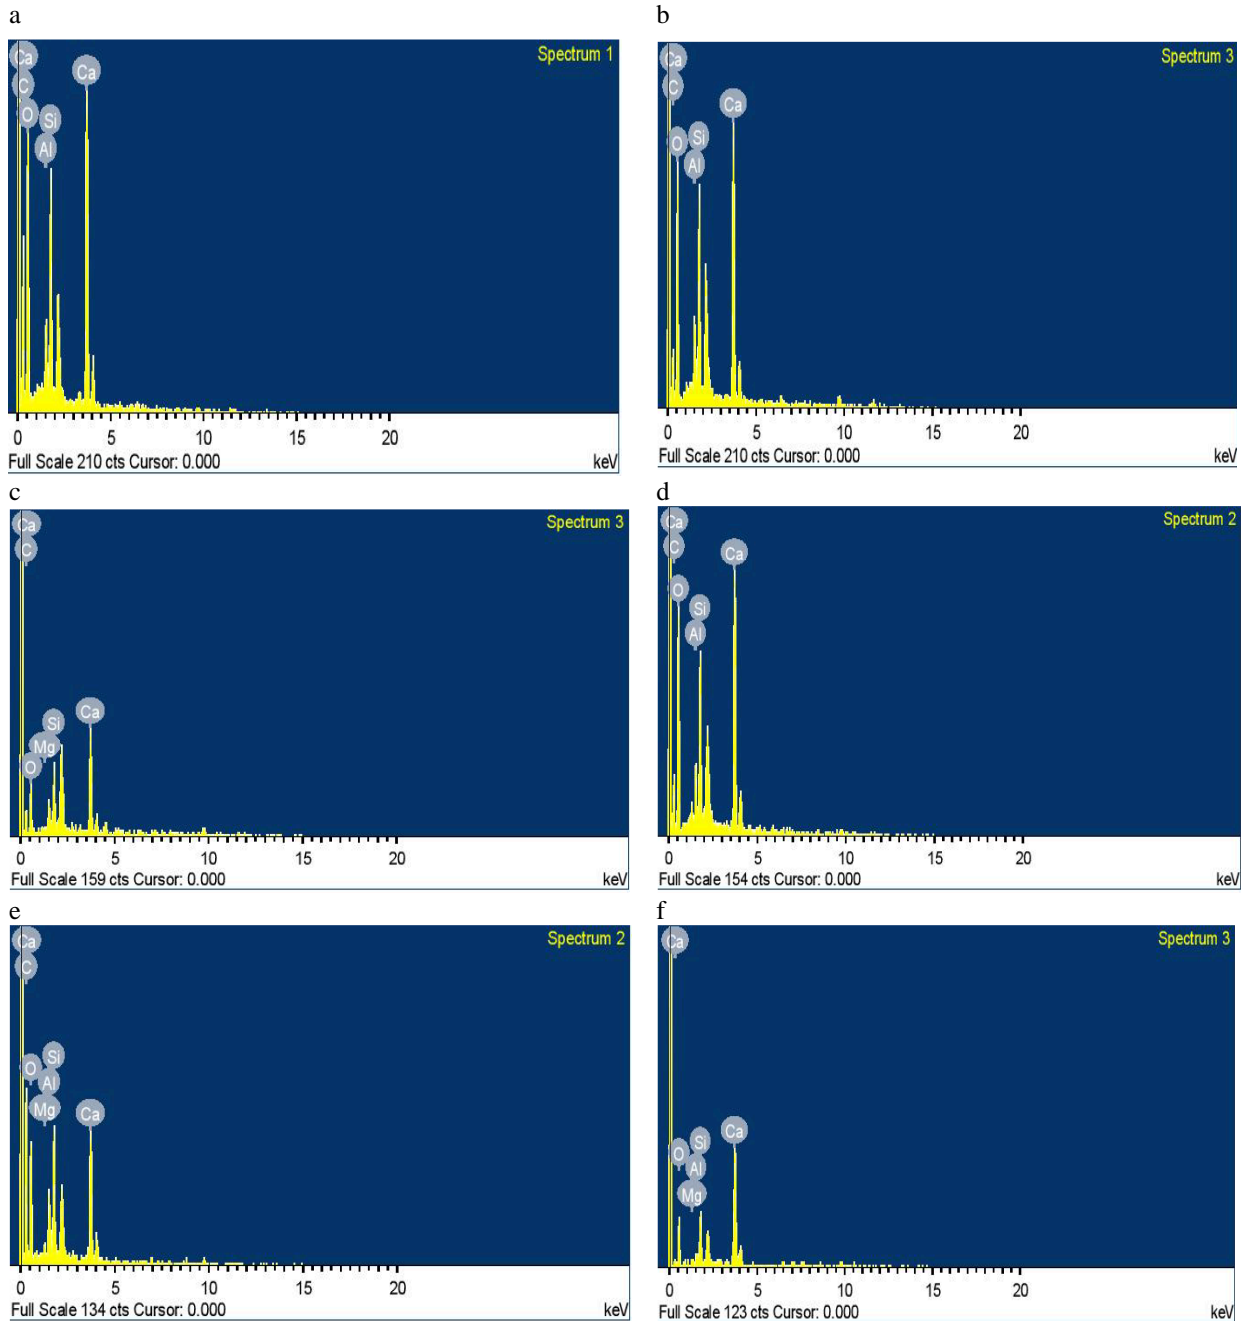 a
Spectrum 1
Ca
C
O
Si
Al
Ca
0 5 10 15 20
Full Scale 210 cts Cursor: 0.000 keV
b
Spectrum 3
Ca
C
O
Si
Al
Ca
0 5 10 15 20
Full Scale 210 cts Cursor: 0.000 keV
c
Spectrum 3
Ca
C
Ca
Si
Mg
O
0 5 10 15 20
Full Scale 159 cts Cursor: 0.000 keV
d
Spectrum 2
Ca
C
Ca
O
Si
Al
0 5 10 15 20
Full Scale 154 cts Cursor: 0.000 keV
e
Spectrum 2
Ca
C
Si
O
Al
Mg
Ca
0 5 10 15 20
Full Scale 134 cts Cursor: 0.000 keV
f
Spectrum 3
Ca
Ca
Si
O
Al
Mg
0 5 10 15 20
Full Scale 123 cts Cursor: 0.000 keV